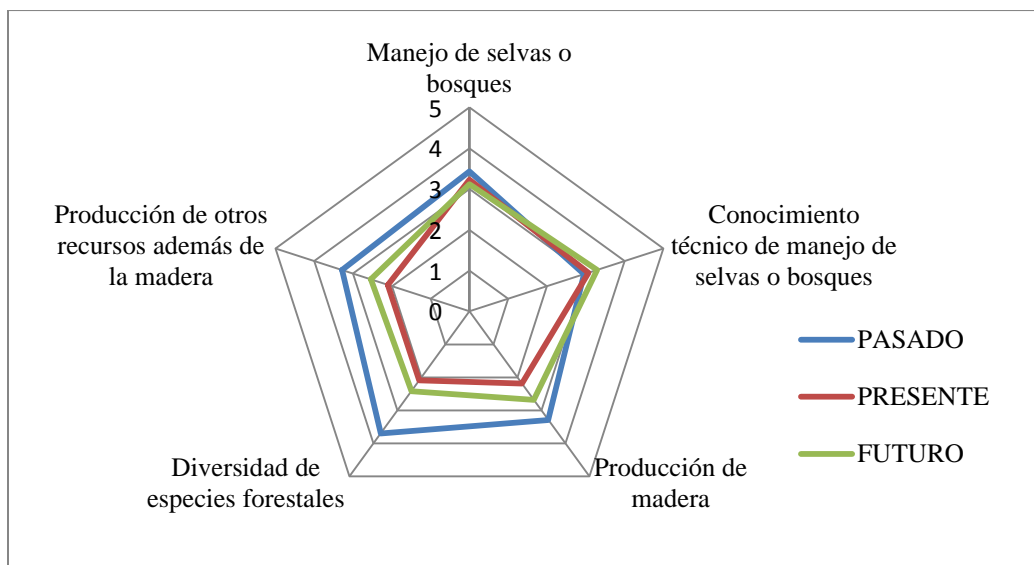 Manejo de selvas o
bosques
5
4
3
2
1
0
Conocimiento
técnico de manejo de
selvas o bosques
Producción de
madera
Diversidad de
especies forestales
Producción de otros
recursos además de
la madera
PASADO
PRESENTE
FUTURO